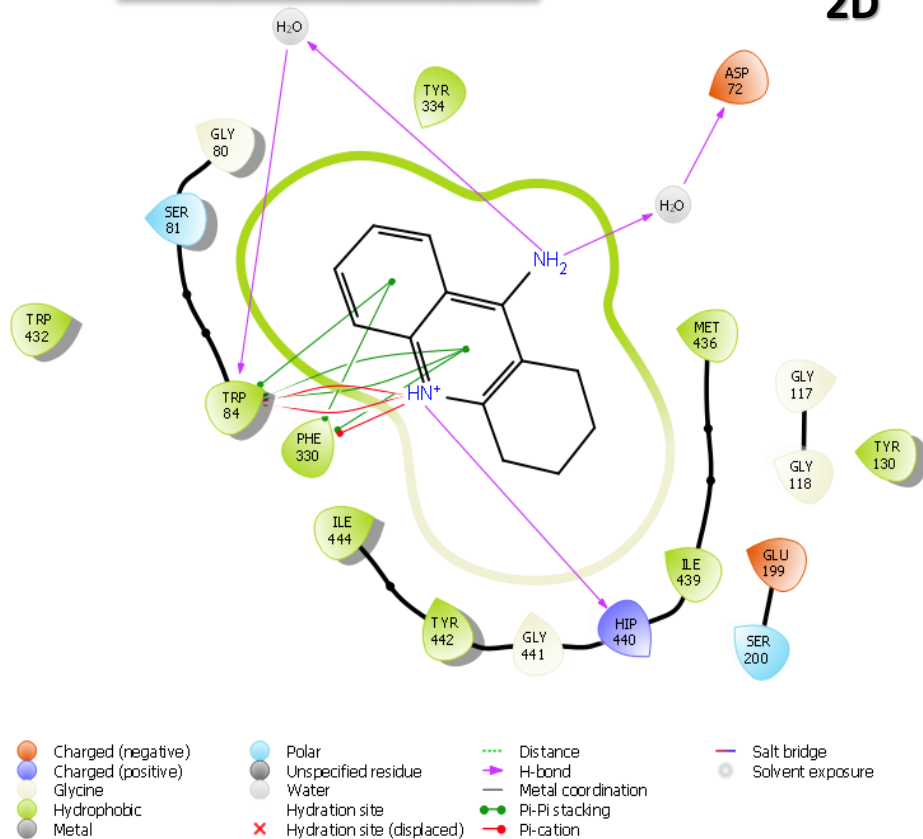 2D
H₂O
TYR
334
ASP
72
GLY
80
H₂O
SER
81
NH₂
TRP
432
MET
436
GLY
117
TRP
84
HN⁺
PHE
330
TYR
130
GLY
118
ILE
444
ILE
439
GLU
199
TYR
442
GLY
441
HIP
440
SER
200
Charged (negative)
Charged (positive)
Glycine
Hydrophobic
Metal
Polar
Unspecified residue
Water
Hydration site
Hydration site (displaced)
Distance
H-bond
Metal coordination
Pi-Pi stacking
Pi-cation
Salt bridge
Solvent exposure